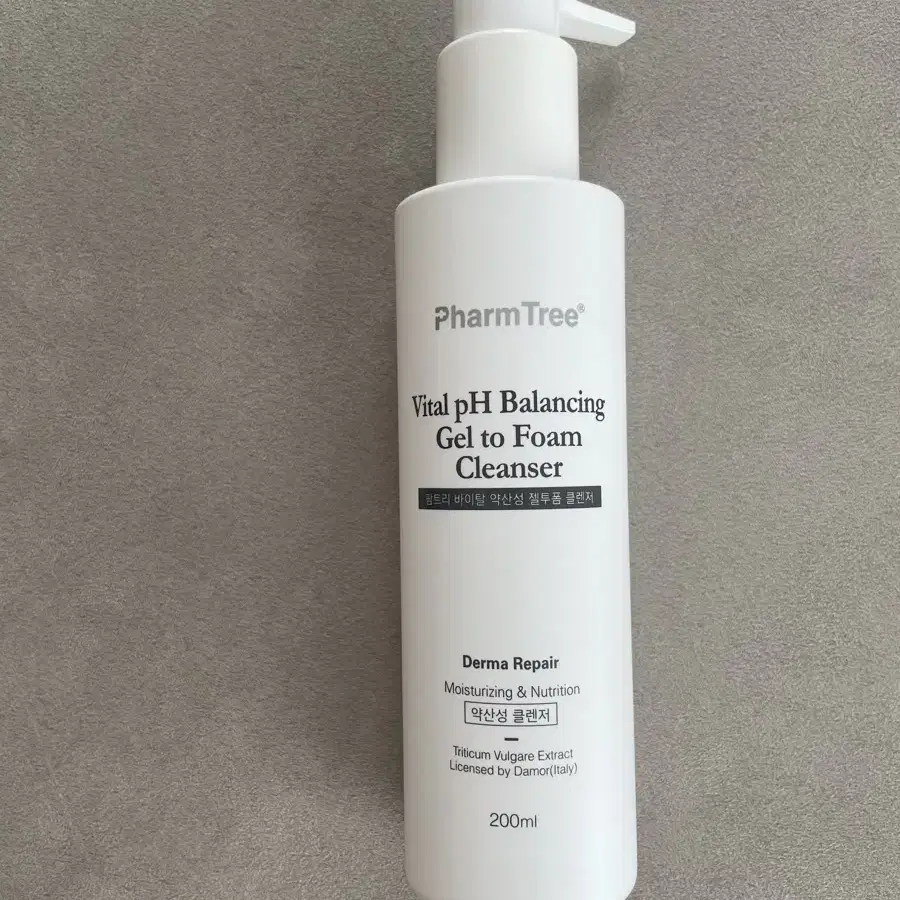 PharmTree®
Vital pH Balancing
Gel to Foam
Cleanser
팜트리 바이탈 약산성 젤투폼 클렌저
Derma Repair
Moisturizing & Nutrition
약산성 클렌저
Triticum Vulgare Extract
Licensed by Damor(Italy)
200ml